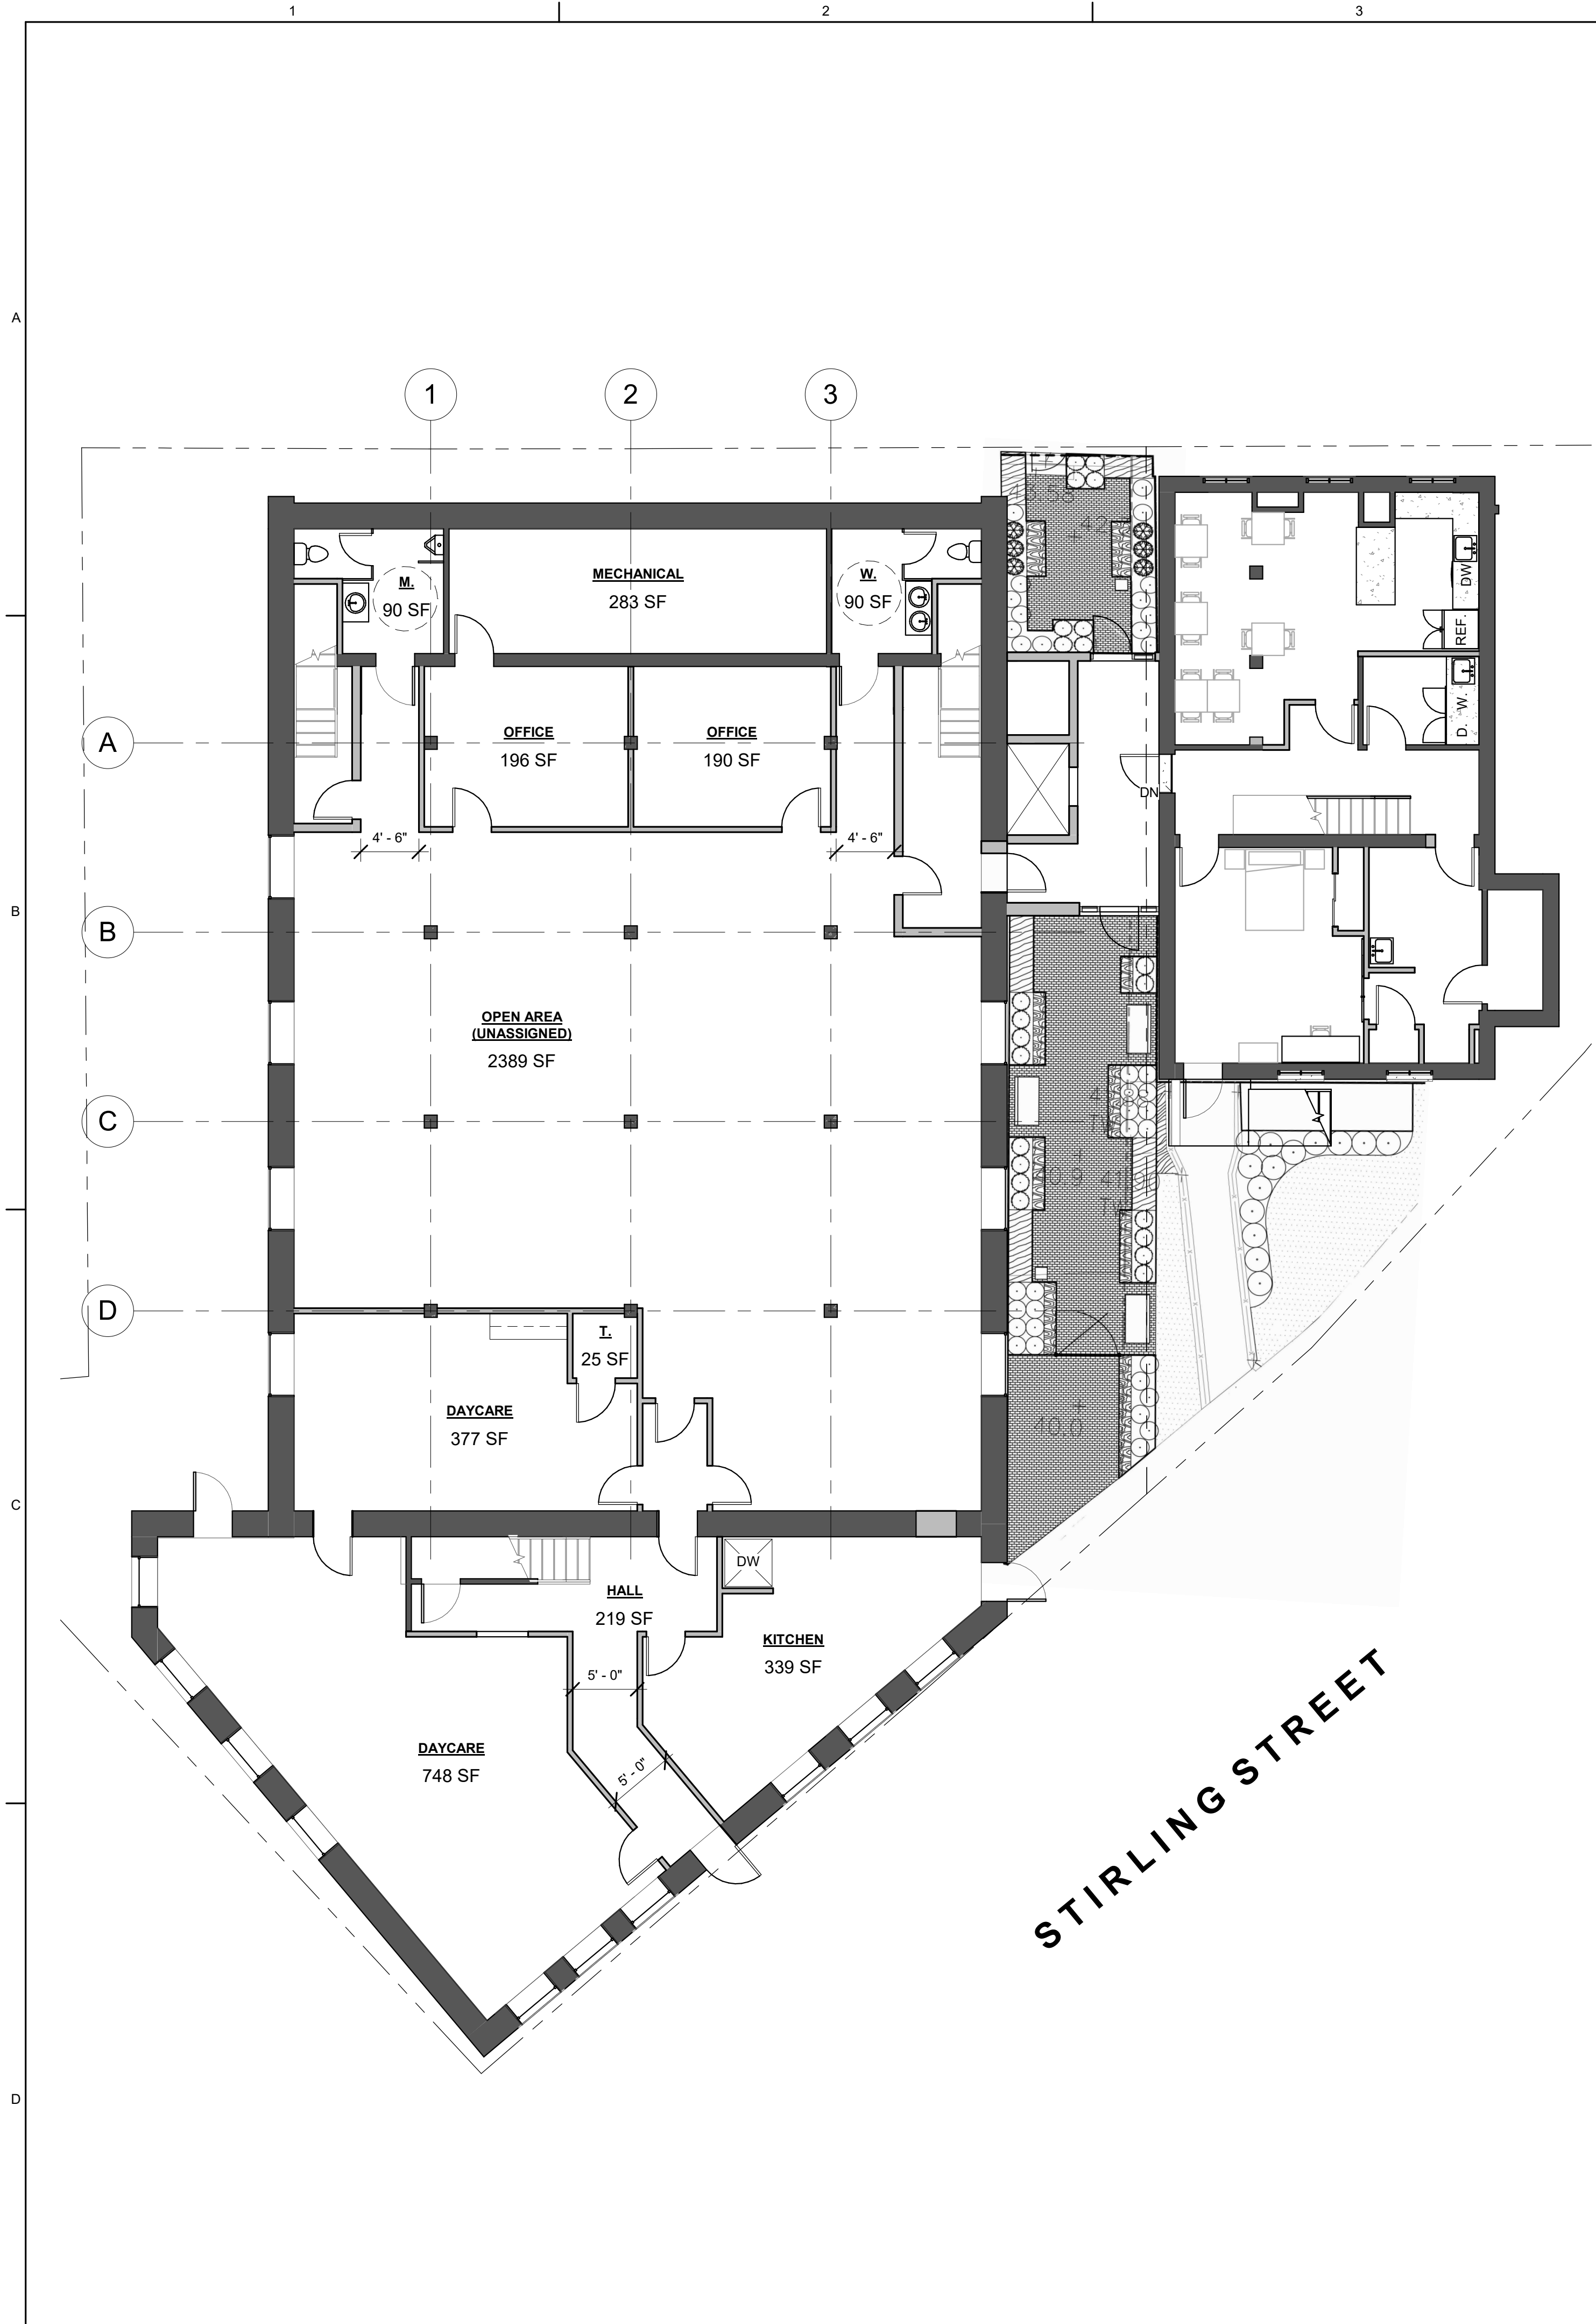 1
2
3
A
1
2
3
MECHANICAL
283 SF
M.
90 SF
W.
90 SF
DW
REF.
D. W.
A
OFFICE
196 SF
OFFICE
190 SF
DN
4' - 6"
4' - 6"
B
B
OPEN AREA
(UNASSIGNED)
2389 SF
C
D
T.
25 SF
DAYCARE
377 SF
40.0
C
DW
HALL
219 SF
KITCHEN
339 SF
5' - 0"
DAYCARE
748 SF
5' - 0"
STIRLING STREET
D